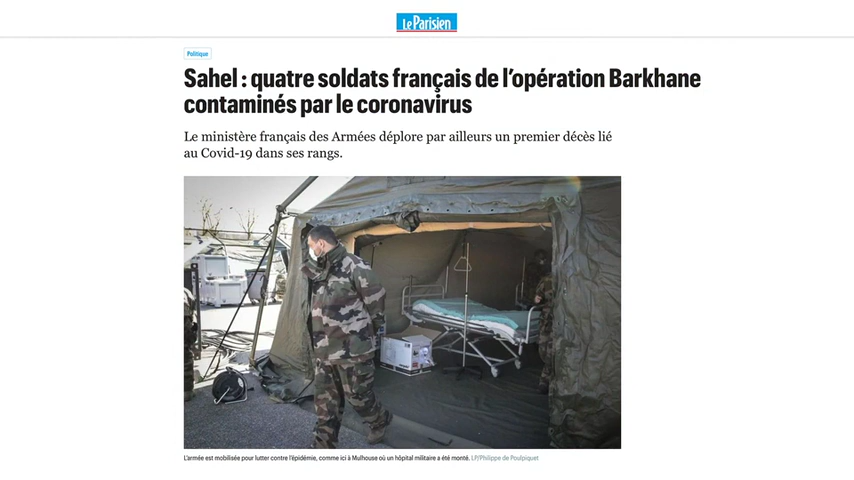 Le Parisien
Politique
Sahel : quatre soldats français de l’opération Barkhane
contaminés par le coronavirus
Le ministère français des Armées déplore par ailleurs un premier décès lié
au Covid-19 dans ses rangs.
L’armée est mobilisée pour lutter contre l’épidémie, comme ici à Mulhouse où un hôpital militaire a été monté. LP/Philippe de Poulpiquet